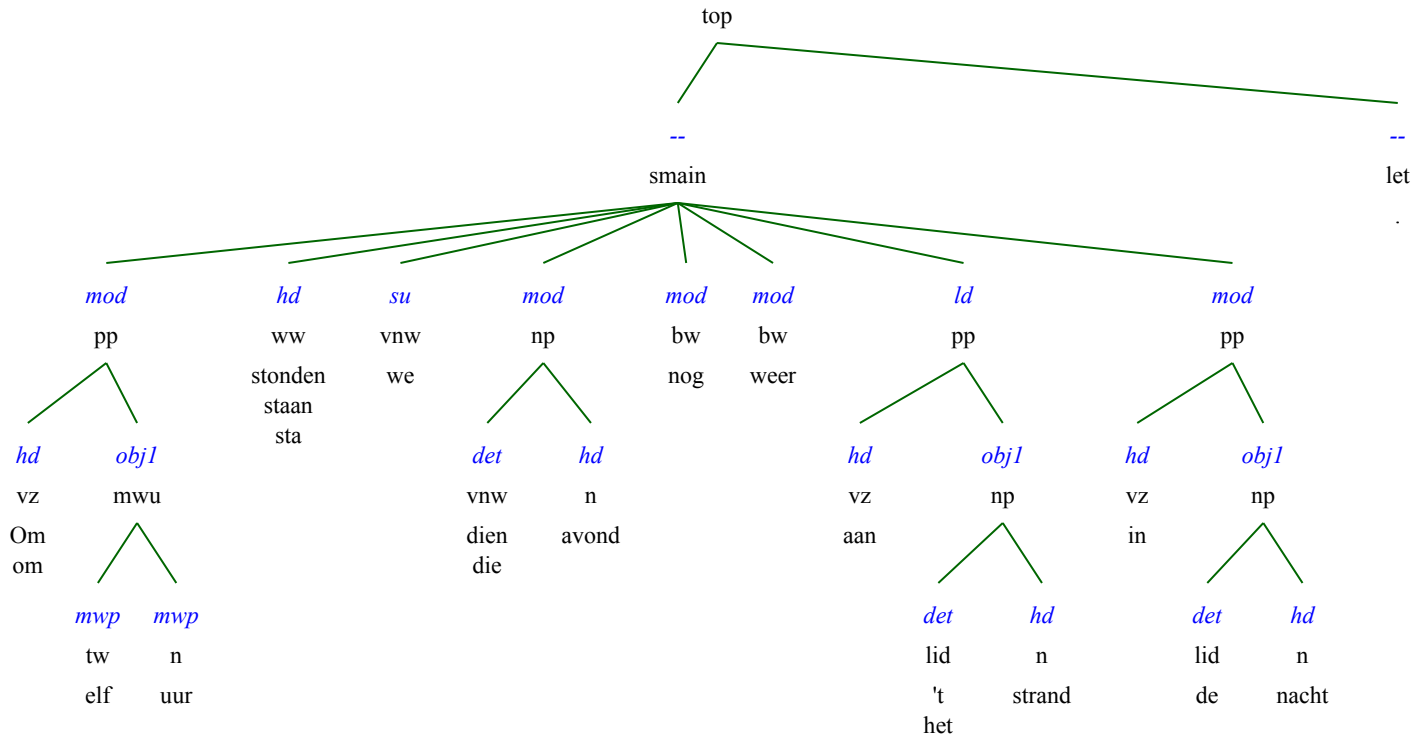 top
-- --
smain let
.
mod hd su mod mod mod ld mod
pp ww vnw np bw bw pp pp
stonden we nog weer
staan
sta
hd obj1 det hd hd obj1 hd obj1
vz mwu vnw n vz np vz np
Om dien avond aan in
om die
mwp mwp det hd det hd
tw n lid n lid n
elf uur 't strand de nacht
het